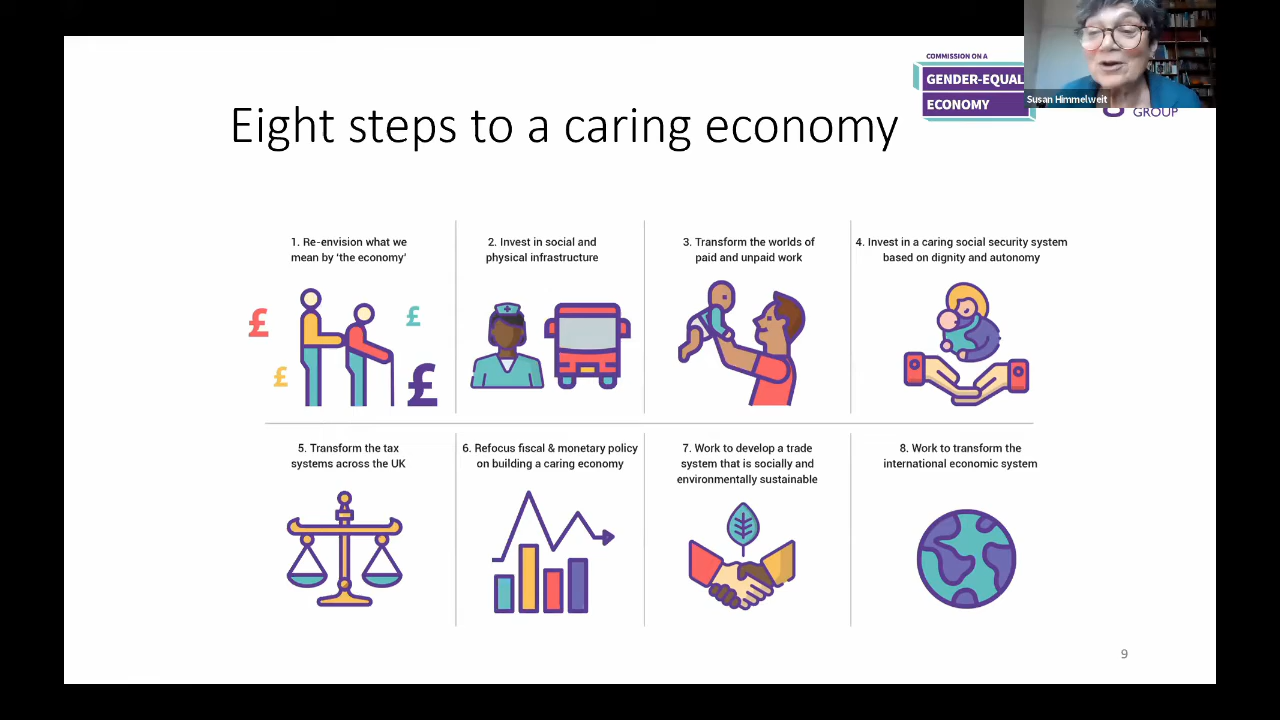 COMMISSION ON A
GENDER-EQUAL
ECONOMY
Susan Himmelweit
GROUP
Eight steps to a caring economy
1. Re-envision what we
mean by ‘the economy’
2. Invest in social and
physical infrastructure
3. Transform the worlds of
paid and unpaid work
4. Invest in a caring social security system
based on dignity and autonomy
£
£
£
£
5. Transform the tax
systems across the UK
6. Refocus fiscal & monetary policy
on building a caring economy
7. Work to develop a trade
system that is socially and
environmentally sustainable
8. Work to transform the
international economic system
9